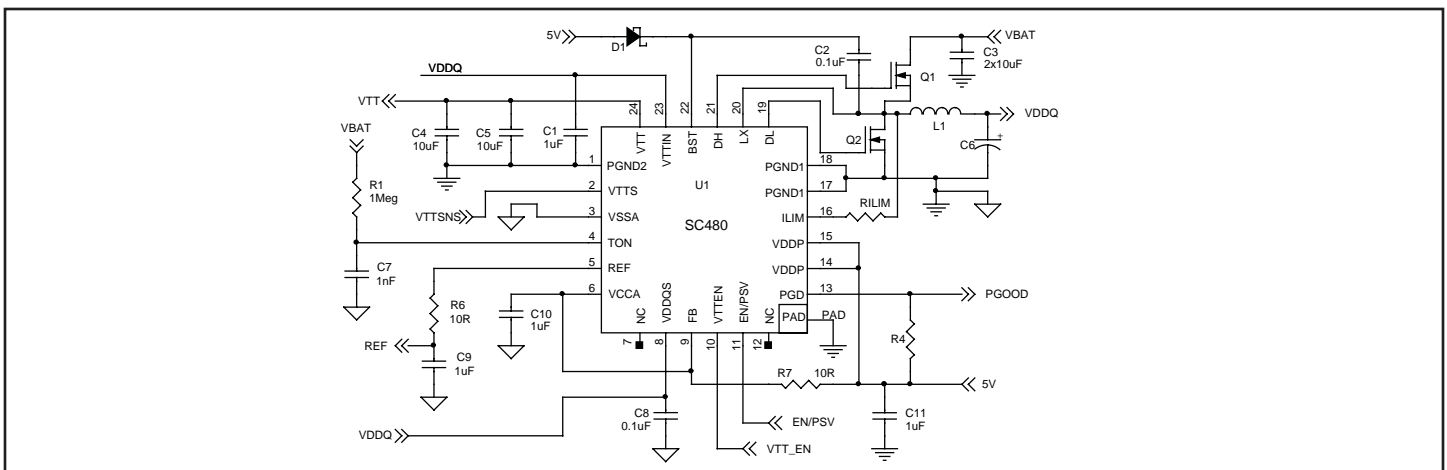 5V
D1
C2
0.1uF
VBAT
C3
2x10uF
Q1
VDDQ
VTT
24
23
22
21
20
19
VBAT
C4
10uF
C5
10uF
C1
1uF
VTT
VTTIN
BST
DH
LX
DL
Q2
L1
VDDQ
C6
+
1
PGND2
PGND1
18
R1
1Meg
2
VTTS
U1
PGND1
17
VTTSNS
3
VSSA
SC480
ILIM
16
RILIM
4
TON
VDDP
15
C7
1nF
5
REF
VDDP
14
6
VCCA
PGD
13
PGOOD
R6
10R
C10
1uF
NC
VDDQS
FB
VTTEN
EN/PSV
NC
PAD
PAD
7
8
9
10
11
12
R4
REF
C9
1uF
R7
10R
5V
C8
0.1uF
C11
1uF
VDDQ
EN/PSV
VTT_EN